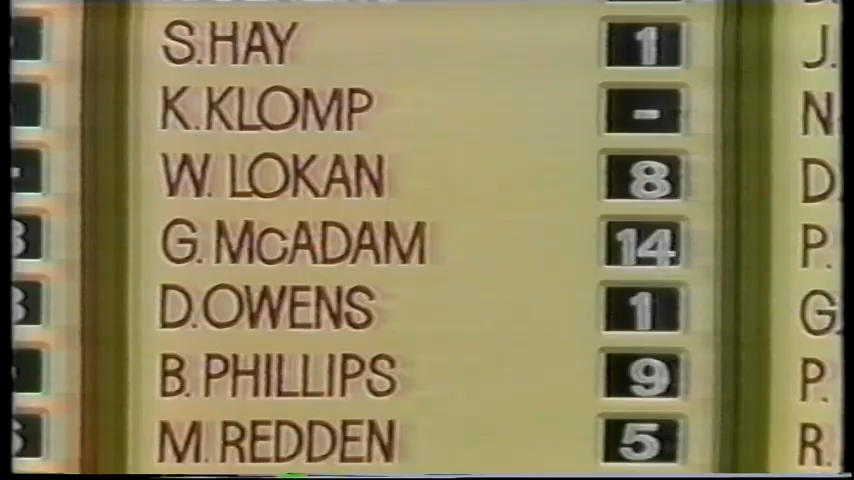 S. HAY 1 J.
K. KLOMP - N
W. LOKAN 8 D
G. McADAM 14 P.
D. OWENS 1 G
B. PHILLIPS 9 P.
M. REDDEN 5 R.